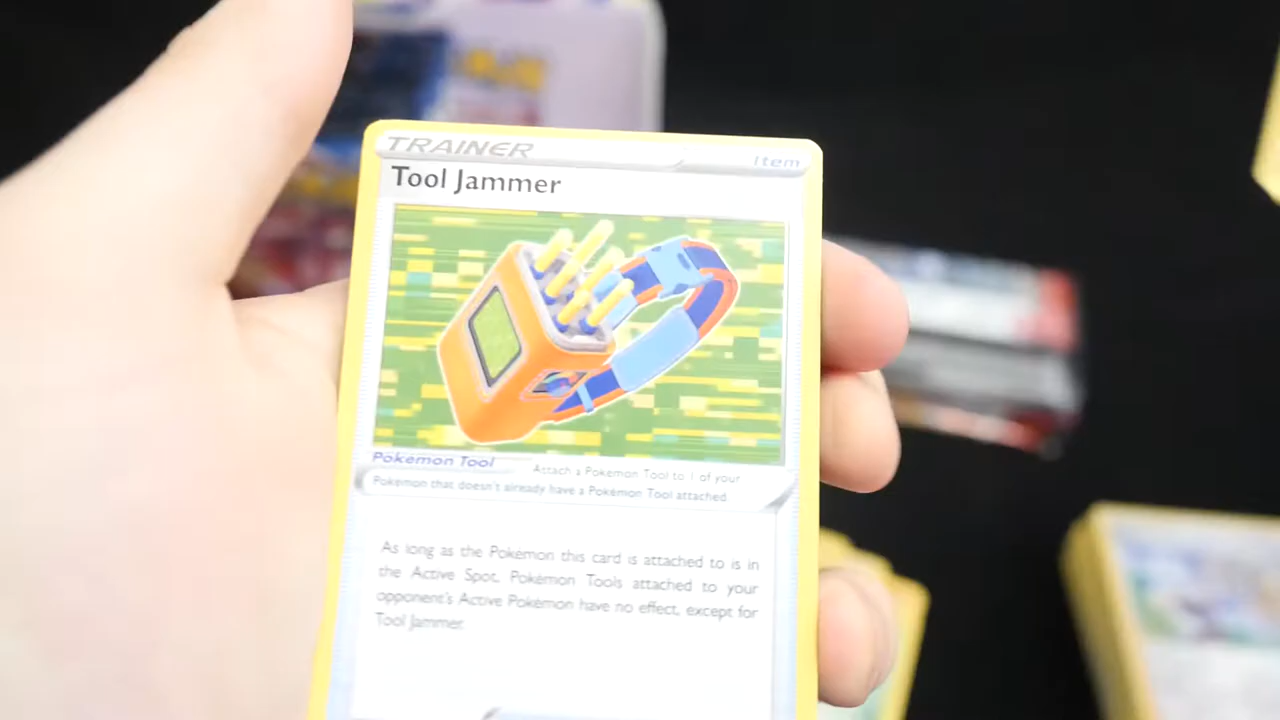 TRAINER
Item
Tool Jammer
Pokémon Tool
Attach a Pokémon Tool to 1 of your
Pokémon that doesn't already have a Pokémon Tool attached.
As long as the Pokémon this card is attached to is in
the Active Spot, Pokémon Tools attached to your
opponent's Active Pokémon have no effect, except for
Tool Jammer.